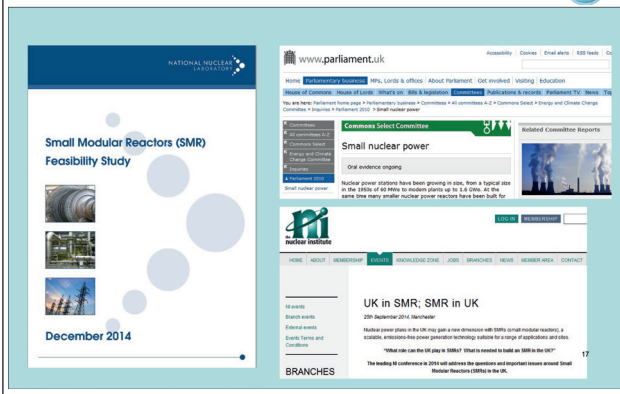 NATIONAL NUCLEAR
LABORATORY
Small Modular Reactors (SMR)
Feasibility Study
December 2014
www.parliament.uk
Accessibility Cookies Email alerts RSS feeds
Home Parliamentary business MPs, Lords & offices About Parliament Get involved Visiting Education
House of Commons House of Lords What's on Bills & legislation Committees Publications & records Parliament TV News
You are here: Parliament home page > Parliamentary business > Committees > All committees A-Z > Commons Select > Energy and Climate Change
Committee > Inquiries > Parliament 2010 > Small nuclear power
Committees
All committees A-Z
Commons Select
Energy and Climate
Change Committee
Inquiries
Parliament 2010
Small nuclear power
Commons Select Committee
Small nuclear power
Oral evidence ongoing
Nuclear power stations have been growing in size, from a typical size
in the 1950s of 60 MWe to modern plants up to 1.6 GWe. At the
same time many smaller nuclear power reactors have been built for
Related Committee Reports
the
nuclear institute
LOG IN MEMBERSHIP
HOME ABOUT MEMBERSHIP EVENTS KNOWLEDGE ZONE JOBS BRANCHES NEWS MEMBER AREA CONTACT
NI events
Branch events
External events
Events Terms and
Conditions
BRANCHES
UK in SMR; SMR in UK
25th September 2014, Manchester
Nuclear power plans in the UK may gain a new dimension with SMRs (small modular reactors), a
scalable, emissions-free power generation technology suitable for a range of applications and sites.
"What role can the UK play in SMRs? What is needed to build an SMR in the UK?"
The leading NI conference in 2014 will address the questions and important issues around Small
Modular Reactors (SMRs) in the UK.
17